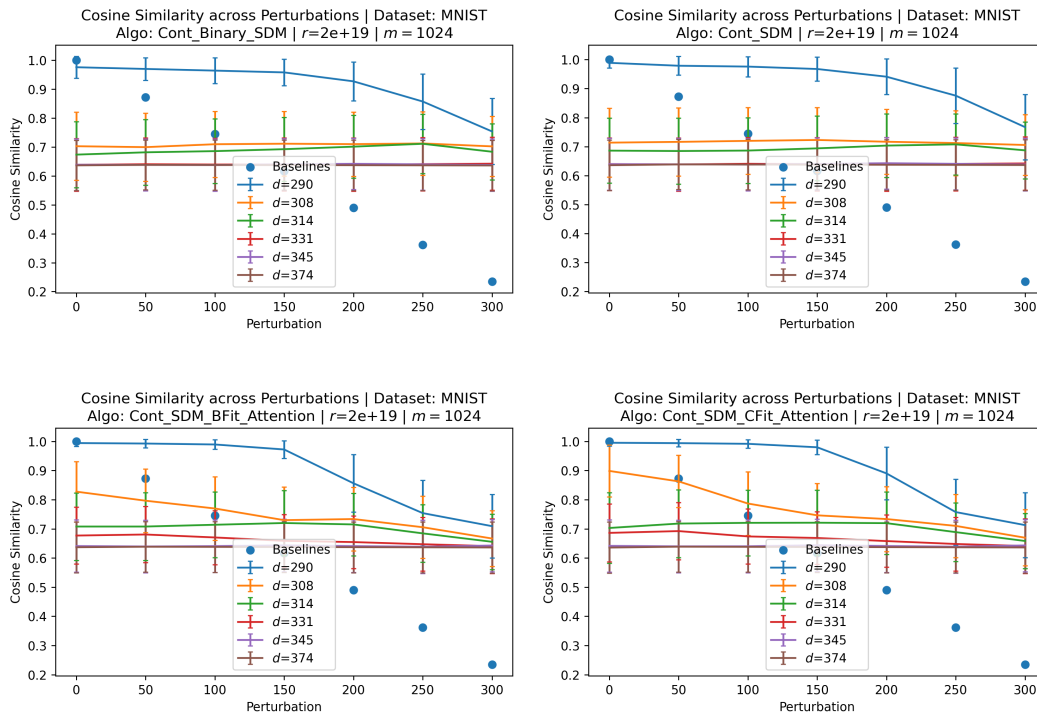 Cosine Similarity across Perturbations | Dataset: MNIST
Algo: Cont_Binary_SDM | r=2e+19 | m = 1024
Cosine Similarity
1.0
0.9
0.8
0.7
0.6
0.5
0.4
0.3
0.2
Baselines
d=290
d=308
d=314
d=331
d=345
d=374
0 50 100 150 200 250 300
Perturbation
Cosine Similarity across Perturbations | Dataset: MNIST
Algo: Cont_SDM | r=2e+19 | m = 1024
Cosine Similarity
1.0
0.9
0.8
0.7
0.6
0.5
0.4
0.3
0.2
Baselines
d=290
d=308
d=314
d=331
d=345
d=374
0 50 100 150 200 250 300
Perturbation
Cosine Similarity across Perturbations | Dataset: MNIST
Algo: Cont_SDM_BFit_Attention | r=2e+19 | m = 1024
Cosine Similarity
1.0
0.9
0.8
0.7
0.6
0.5
0.4
0.3
0.2
Baselines
d=290
d=308
d=314
d=331
d=345
d=374
0 50 100 150 200 250 300
Perturbation
Cosine Similarity across Perturbations | Dataset: MNIST
Algo: Cont_SDM_CFit_Attention | r=2e+19 | m = 1024
Cosine Similarity
1.0
0.9
0.8
0.7
0.6
0.5
0.4
0.3
0.2
Baselines
d=290
d=308
d=314
d=331
d=345
d=374
0 50 100 150 200 250 300
Perturbation